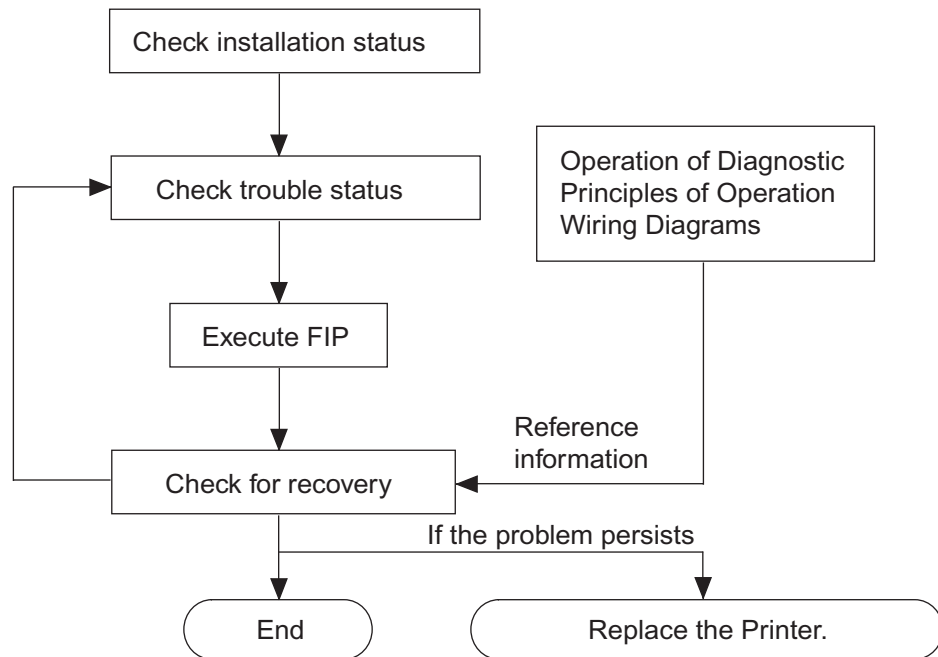 Check installation status
Check trouble status
Operation of Diagnostic
Principles of Operation
Wiring Diagrams
Execute FIP
Reference
information
Check for recovery
If the problem persists
End
Replace the Printer.